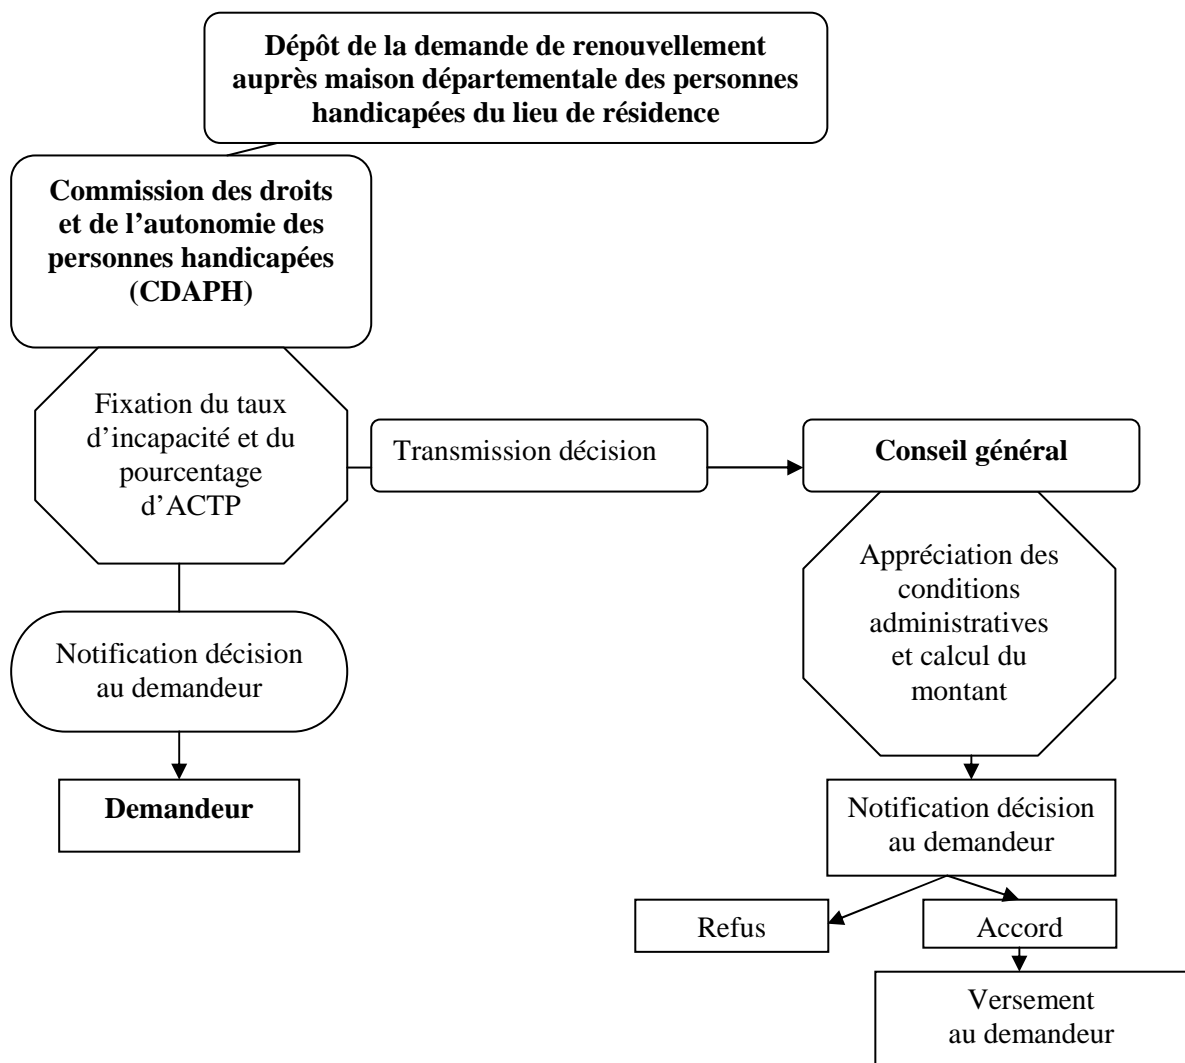 Dépôt de la demande de renouvellement
auprès maison départementale des personnes
handicapées du lieu de résidence
Commission des droits
et de l’autonomie des
personnes handicapées
(CDAPH)
Fixation du taux
d’incapacité et du
pourcentage
d’ACTP
Transmission décision
Conseil général
Appréciation des
conditions
administratives
et calcul du
montant
Notification décision
au demandeur
Demandeur
Notification décision
au demandeur
Refus
Accord
Versement
au demandeur